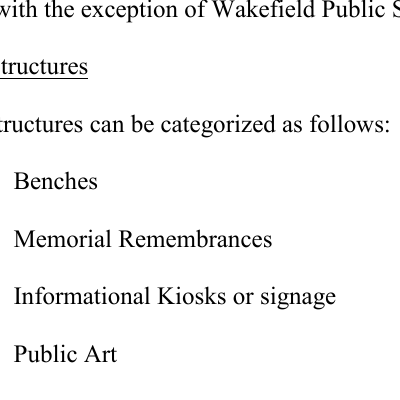 with the exception of Wakefield Public S
tructures
tructures can be categorized as follows:
Benches
Memorial Remembrances
Informational Kiosks or signage
Public Art